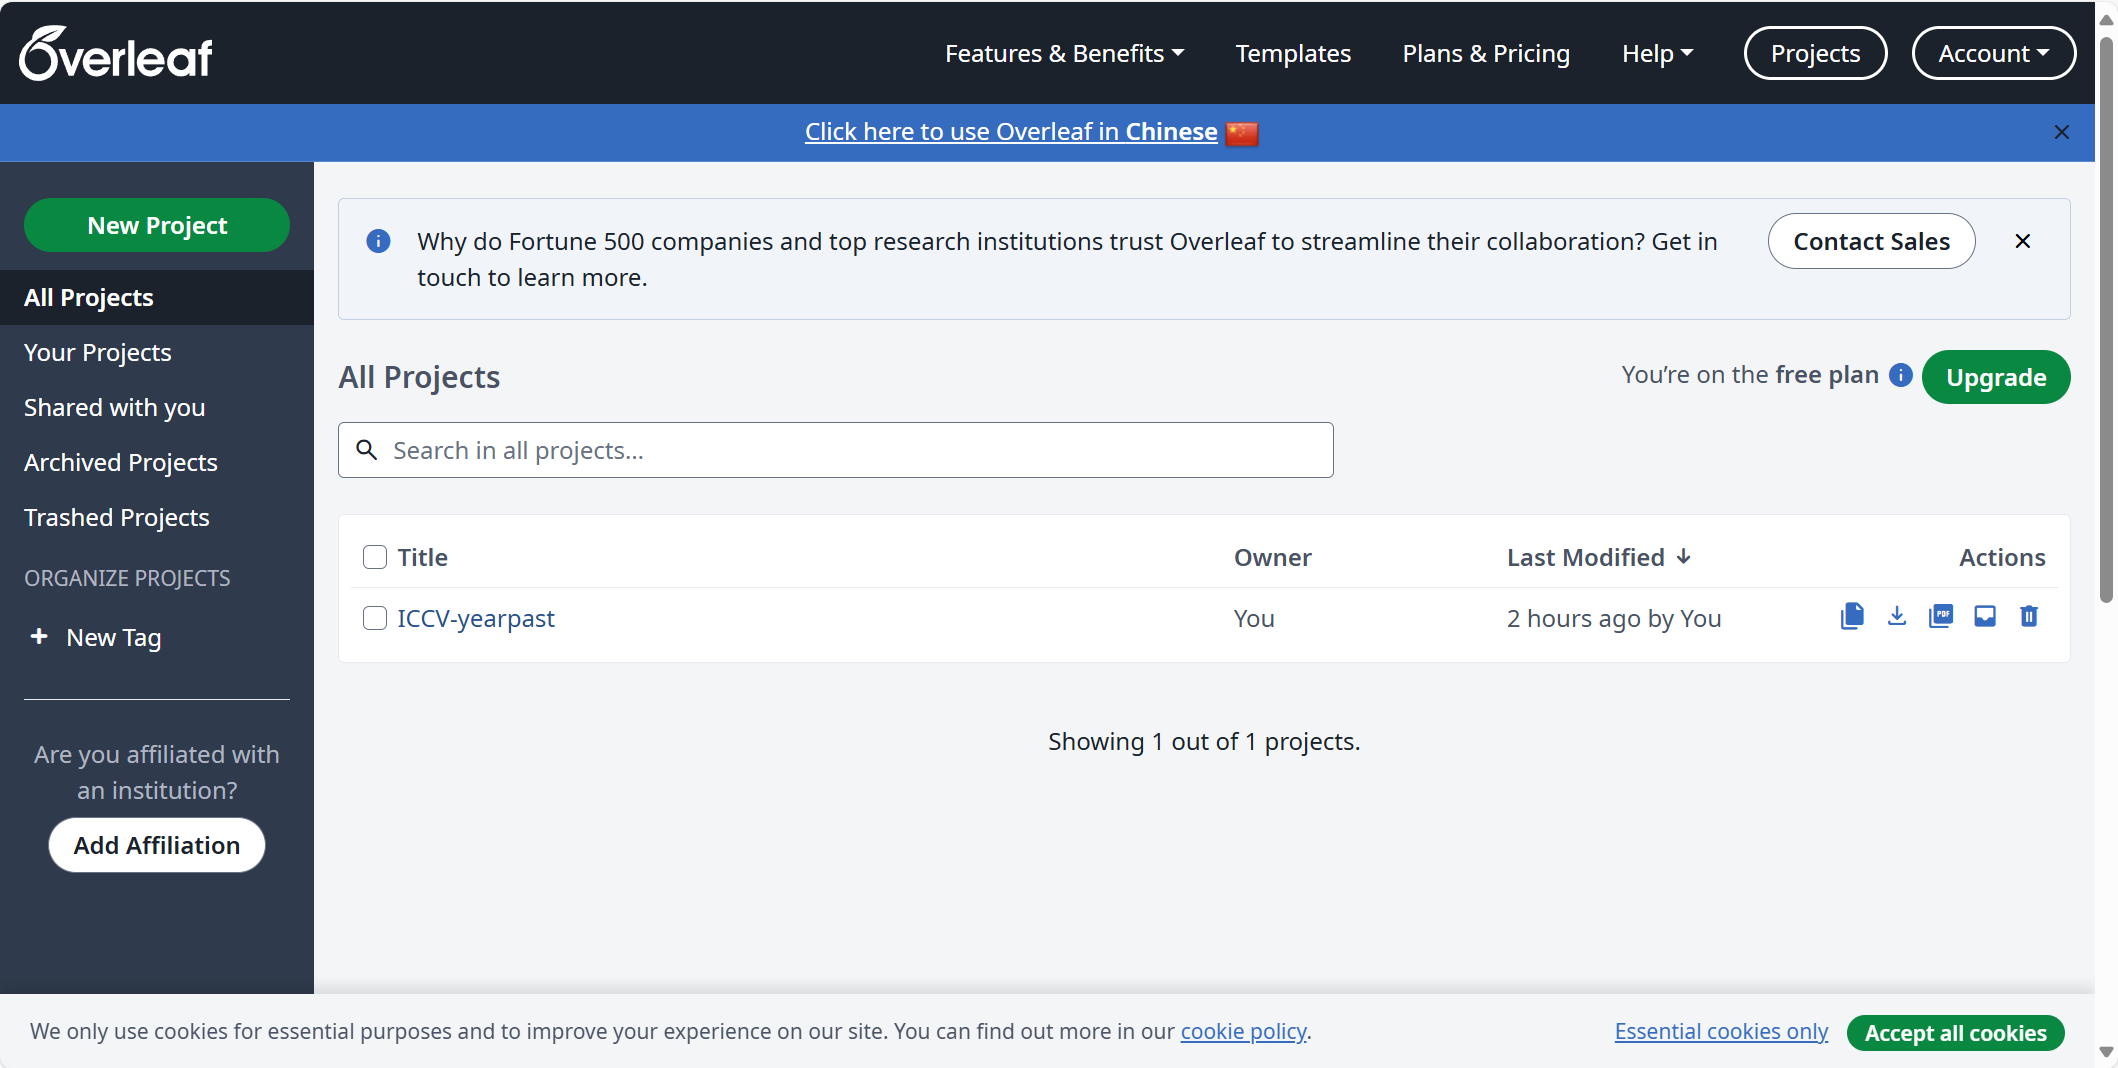 Overleaf
Features & Benefits
Templates
Plans & Pricing
Help
Projects
Account
Click here to use Overleaf in Chinese
New Project
All Projects
Your Projects
Shared with you
Archived Projects
Trashed Projects
ORGANIZE PROJECTS
New Tag
Are you affiliated with
an institution?
Add Affiliation
Why do Fortune 500 companies and top research institutions trust Overleaf to streamline their collaboration? Get in
touch to learn more.
Contact Sales
All Projects
You’re on the free plan
Upgrade
Search in all projects...
Title
Owner
Last Modified
Actions
ICCV-yearpast
You
2 hours ago by You
PDF
Showing 1 out of 1 projects.
We only use cookies for essential purposes and to improve your experience on our site. You can find out more in our cookie policy.
Essential cookies only
Accept all cookies